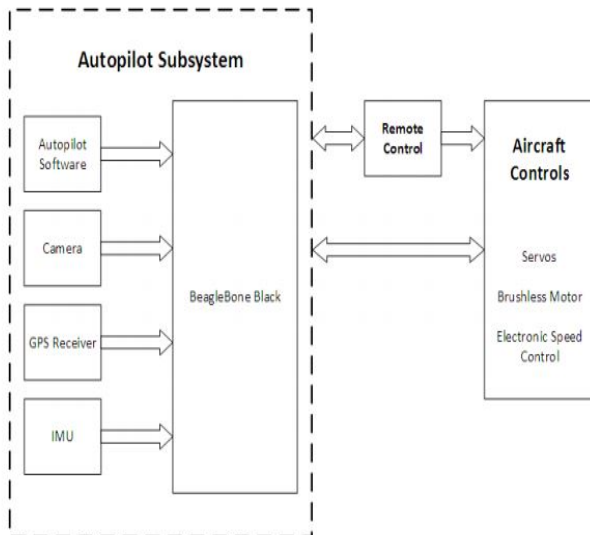 Autopilot Subsystem
Autopilot
Software
Camera
GPS Receiver
IMU
BeagleBone Black
Remote
Control
Aircraft
Controls
Servos
Brushless Motor
Electronic Speed
Control